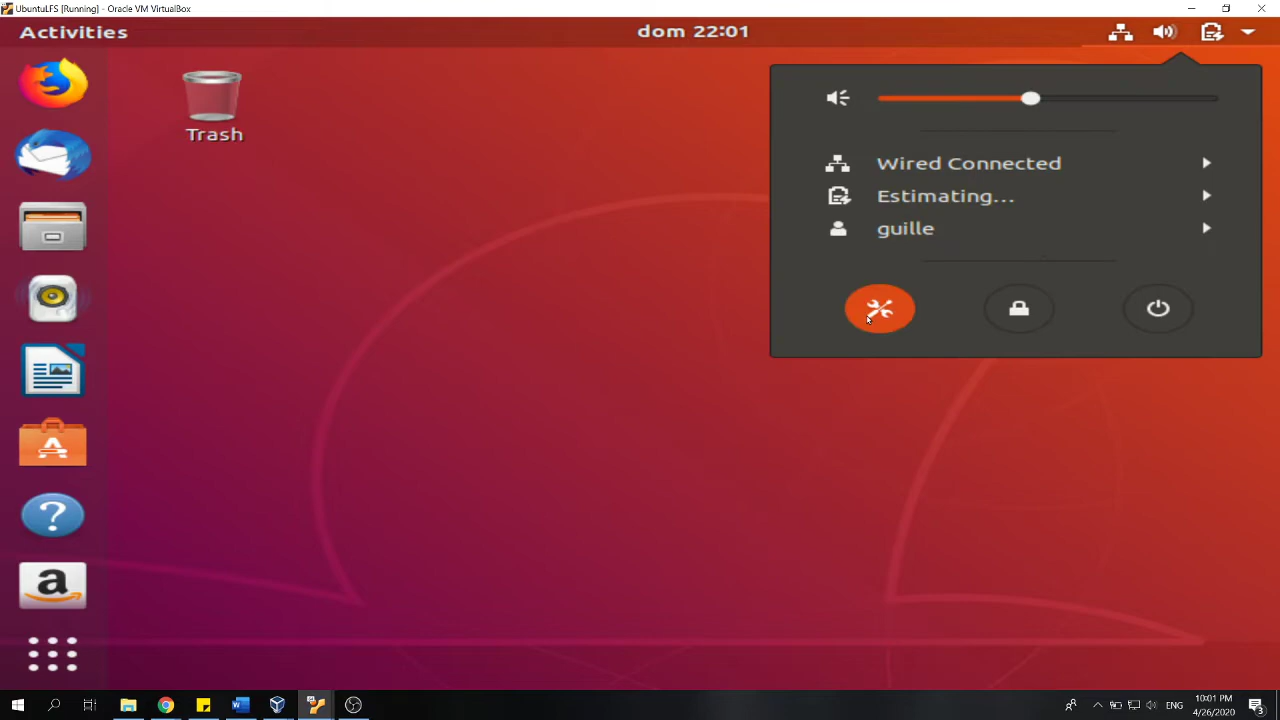 UbuntuLFS [Running] - Oracle VM VirtualBox
Activities
dom 22:01
Trash
Wired Connected
Estimating...
guille
?
a
W
ENG
10:01 PM
4/26/2020
3